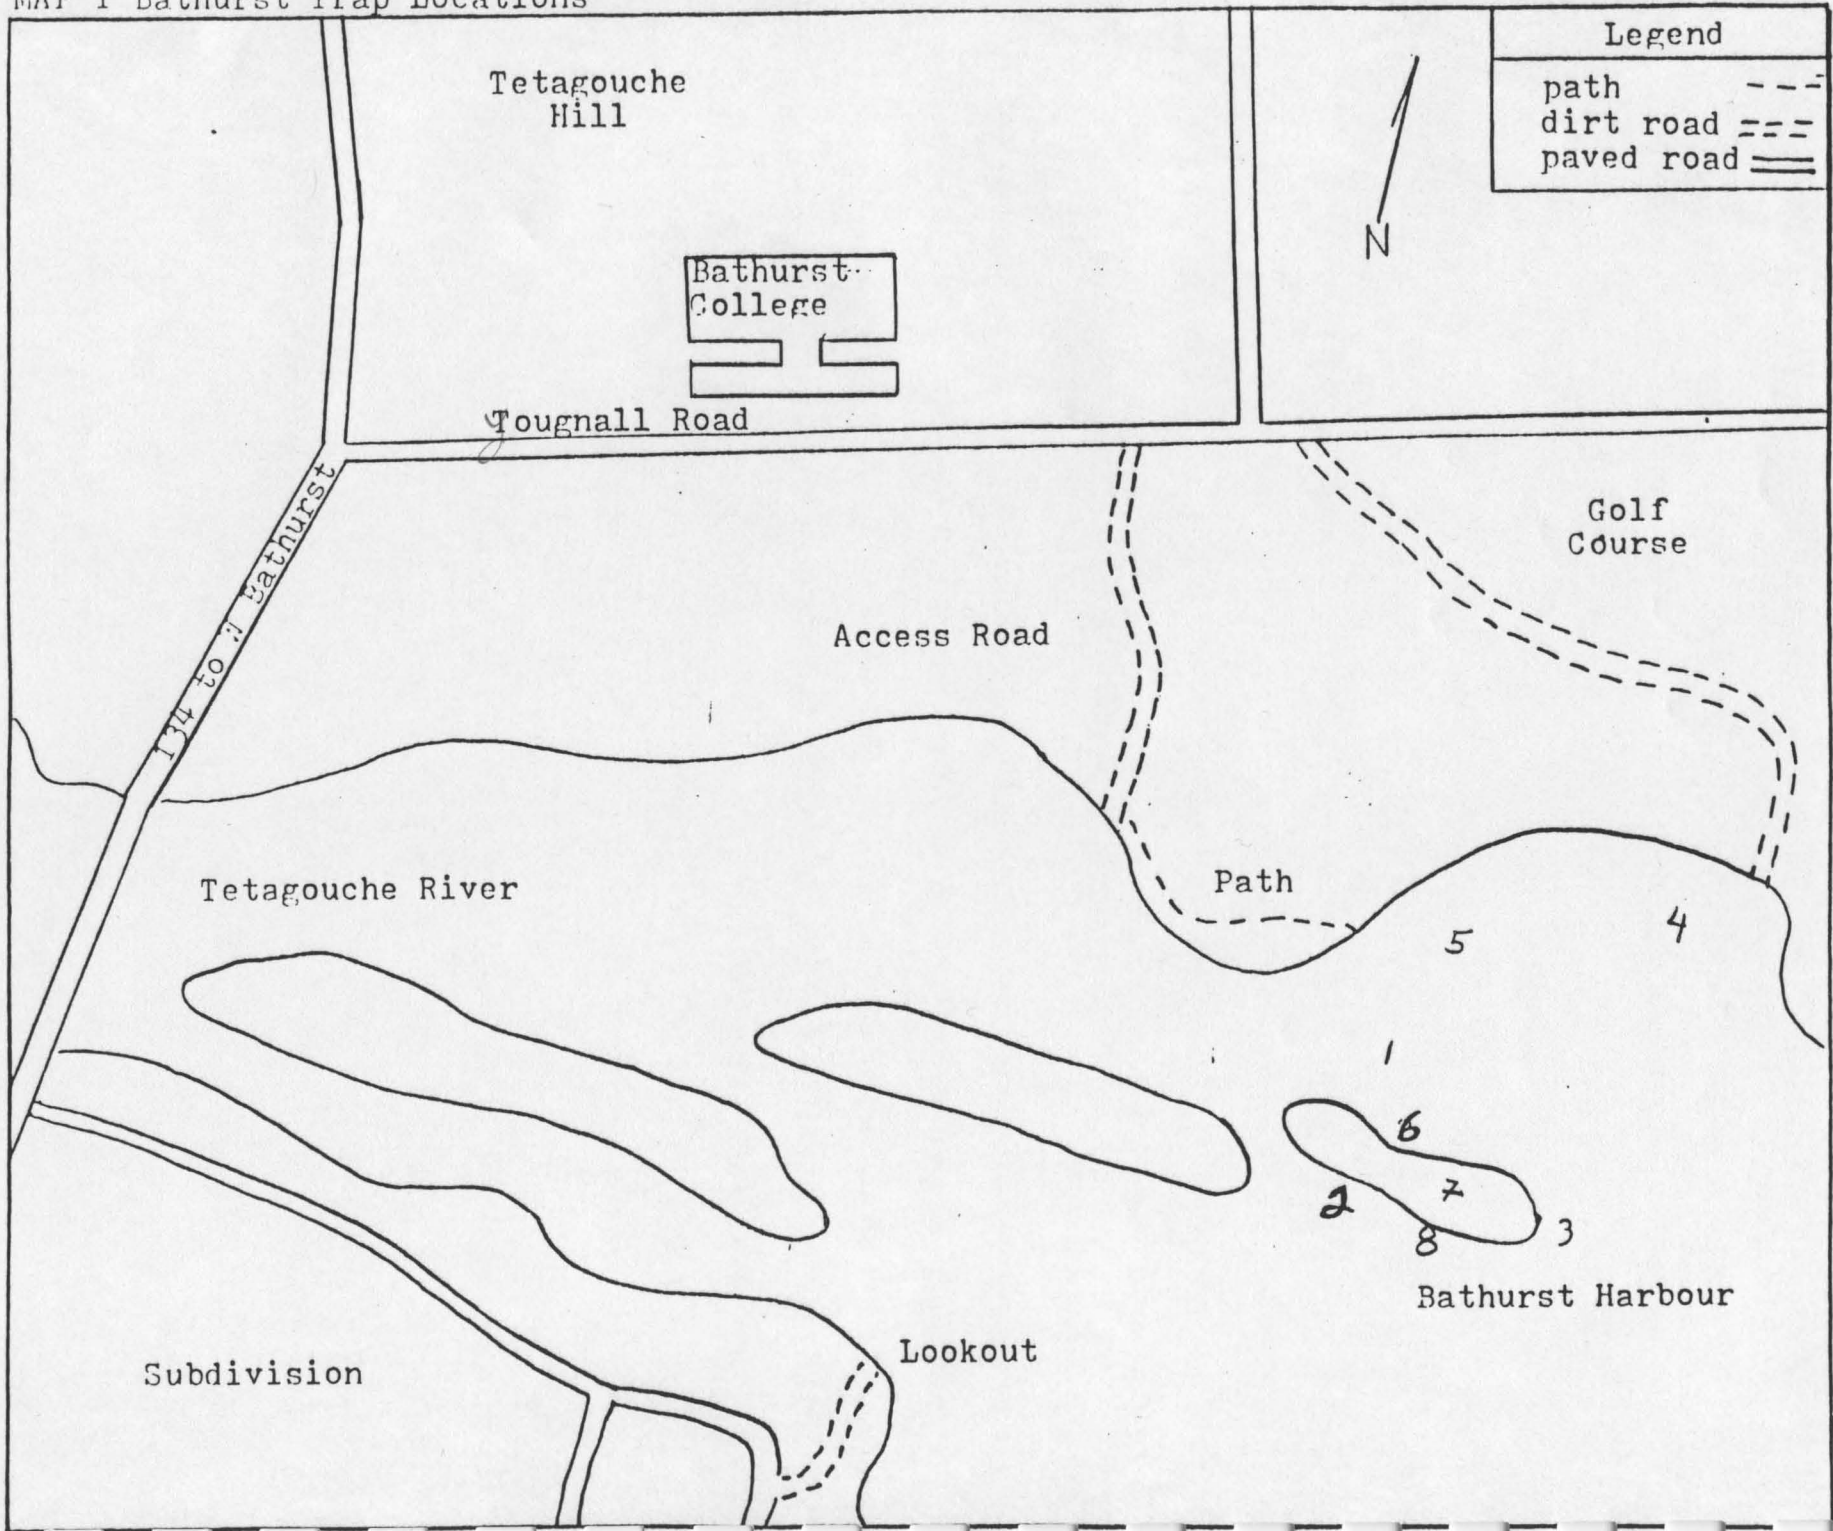 MAP 1 Bathurst Trap Locations
Legend
path
dirt road
paved road
Tetagouche
Hill
N
Bathurst
College
Tougnall Road
134 to N Bathurst
Golf
Course
Access Road
Tetagouche River
Path
5
4
1
6
2
7
8
3
Bathurst Harbour
Lookout
Subdivision